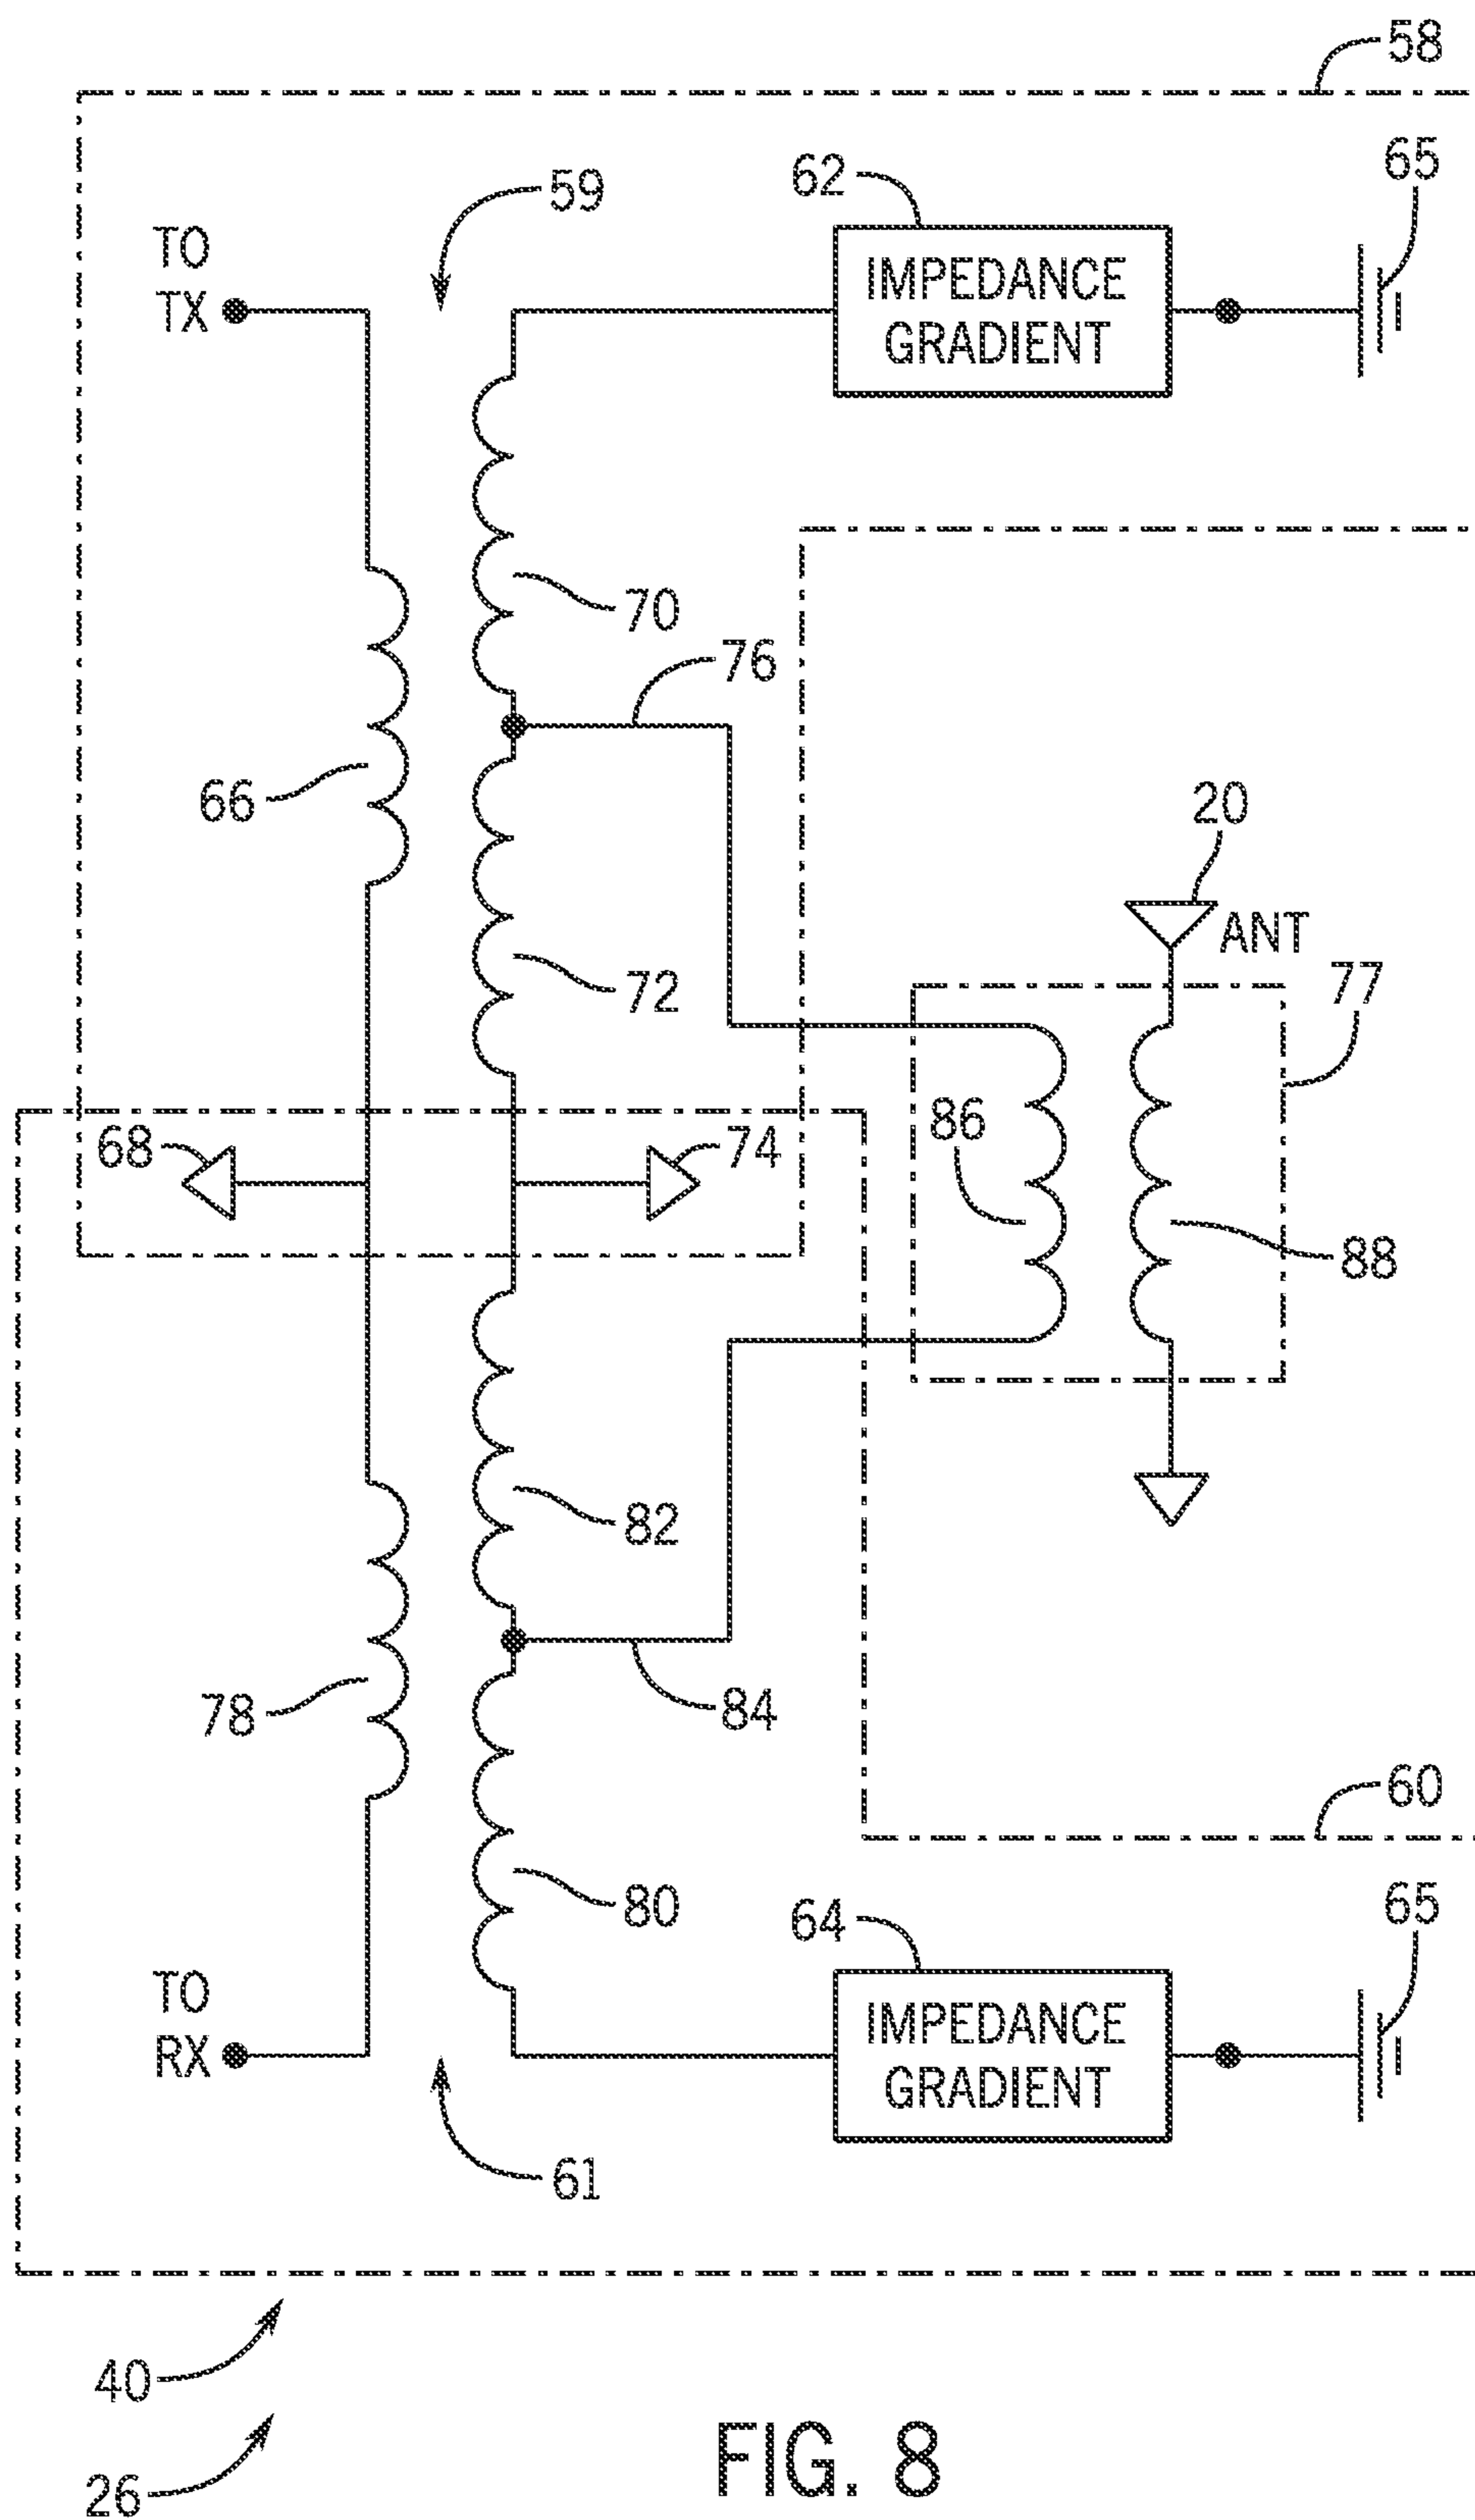 58
65
62
59
TO
TX
IMPEDANCE
GRADIENT
70
76
66
20
ANT
72
77
86
68
74
88
82
84
78
60
80
64
65
TO
RX
IMPEDANCE
GRADIENT
61
40
26
FIG. 8